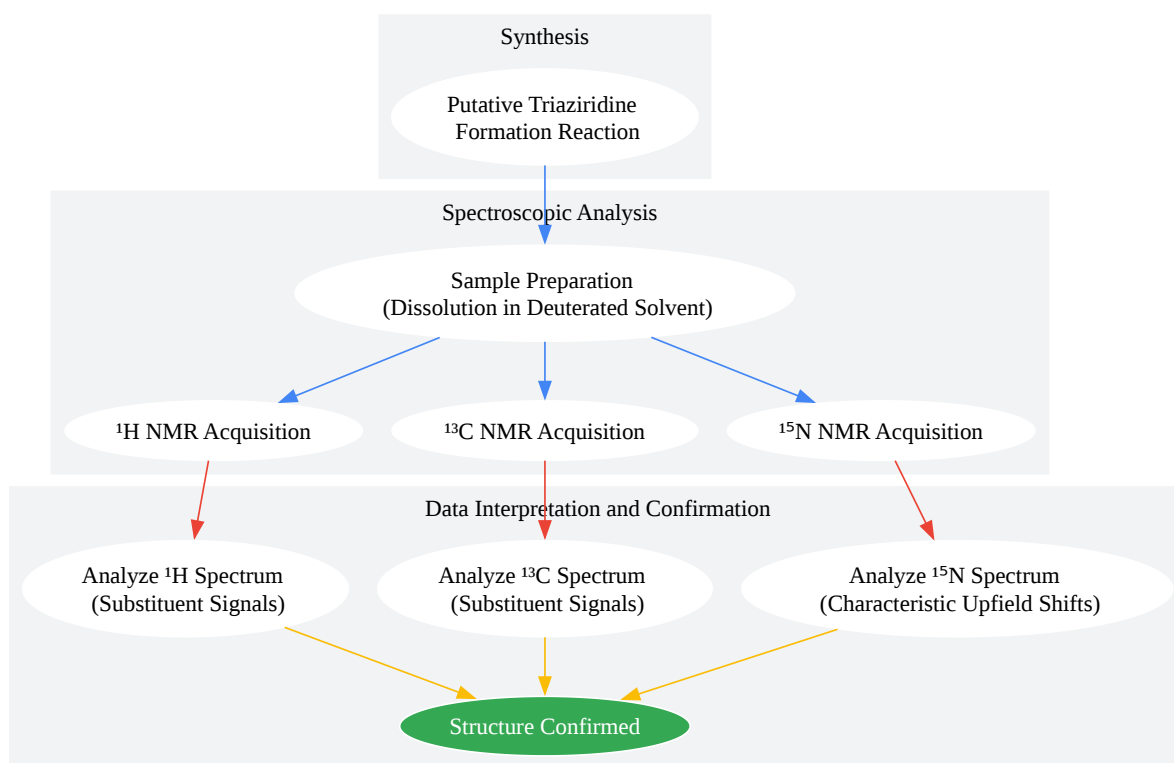 Synthesis
Putative Triaziridine
Formation Reaction
Spectroscopic Analysis
Sample Preparation
(Dissolution in Deuterated Solvent)
¹H NMR Acquisition
¹³C NMR Acquisition
¹⁵N NMR Acquisition
Data Interpretation and Confirmation
Analyze ¹H Spectrum
(Substituent Signals)
Analyze ¹³C Spectrum
(Substituent Signals)
Analyze ¹⁵N Spectrum
(Characteristic Upfield Shifts)
Structure Confirmed